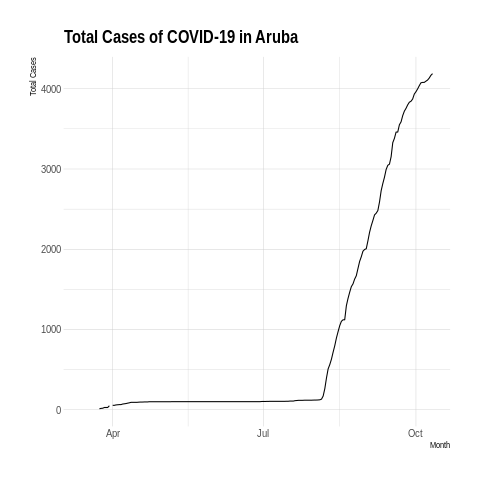 Total Cases of COVID-19 in Aruba
Total Cases
4000
3000
2000
1000
0
Apr
Jul
Oct
Month